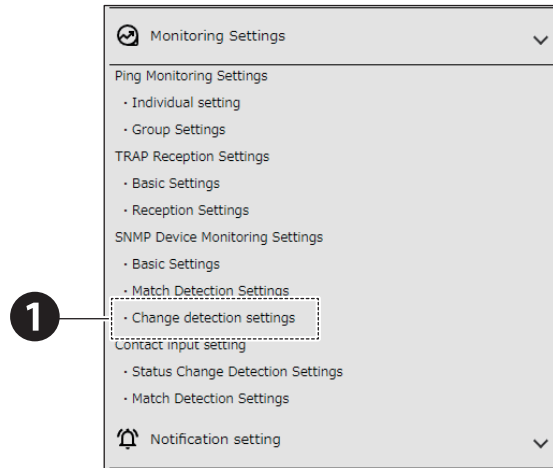 Monitoring Settings
Ping Monitoring Settings
・Individual setting
・Group Settings
TRAP Reception Settings
・Basic Settings
・Reception Settings
SNMP Device Monitoring Settings
・Basic Settings
・Match Detection Settings
1
・Change detection settings
Contact input setting
・Status Change Detection Settings
・Match Detection Settings
Notification setting